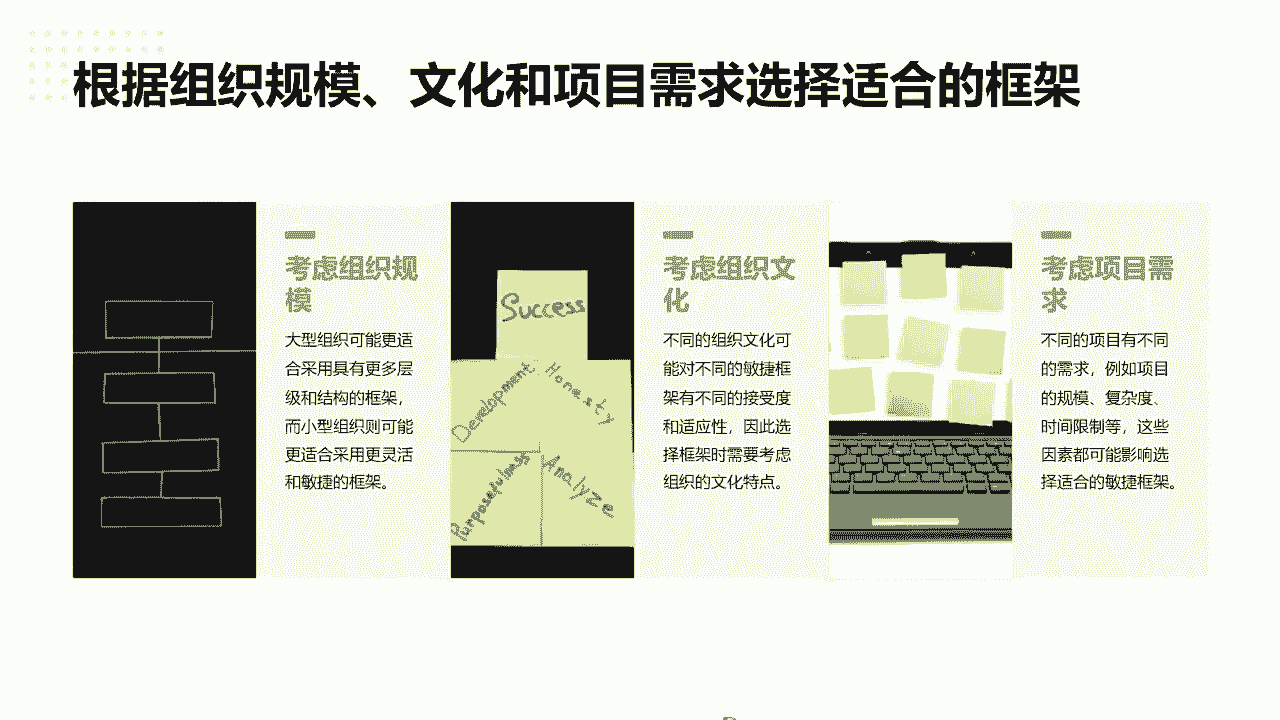 根据组织规模、文化和项目需求选择适合的框架
考虑组织规
模
大型组织可能更适
合采用具有更多层
级和结构的框架，
而小型组织则可能
更适合采用更灵活
和敏捷的框架。
Success
Development
Honesty
Purposefulness
Analyze
考虑组织文
化
不同的组织文化可
能对不同的敏捷框
架有不同的接受度
和适应性，因此选
择框架时需要考虑
组织的文化特点。
考虑项目需
求
不同的项目有不同
的需求，例如项目
的规模、复杂度、
时间限制等，这些
因素都可能影响选
择适合的敏捷框架。